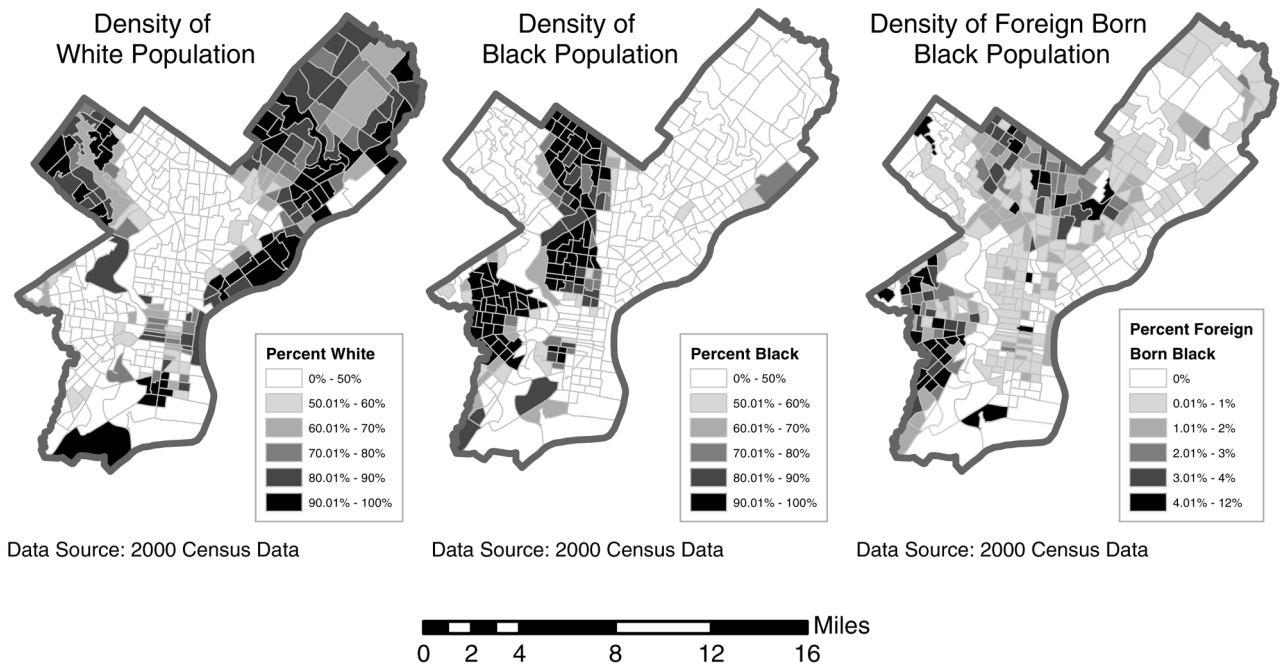 Density of
White Population
Density of
Black Population
Density of Foreign Born
Black Population
Percent White
0% - 50%
50.01% - 60%
60.01% - 70%
70.01% - 80%
80.01% - 90%
90.01% - 100%
Percent Black
0% - 50%
50.01% - 60%
60.01% - 70%
70.01% - 80%
80.01% - 90%
90.01% - 100%
Percent Foreign
Born Black
0%
0.01% - 1%
1.01% - 2%
2.01% - 3%
3.01% - 4%
4.01% - 12%
Data Source: 2000 Census Data
Data Source: 2000 Census Data
Data Source: 2000 Census Data
Miles
0 2 4 8 12 16